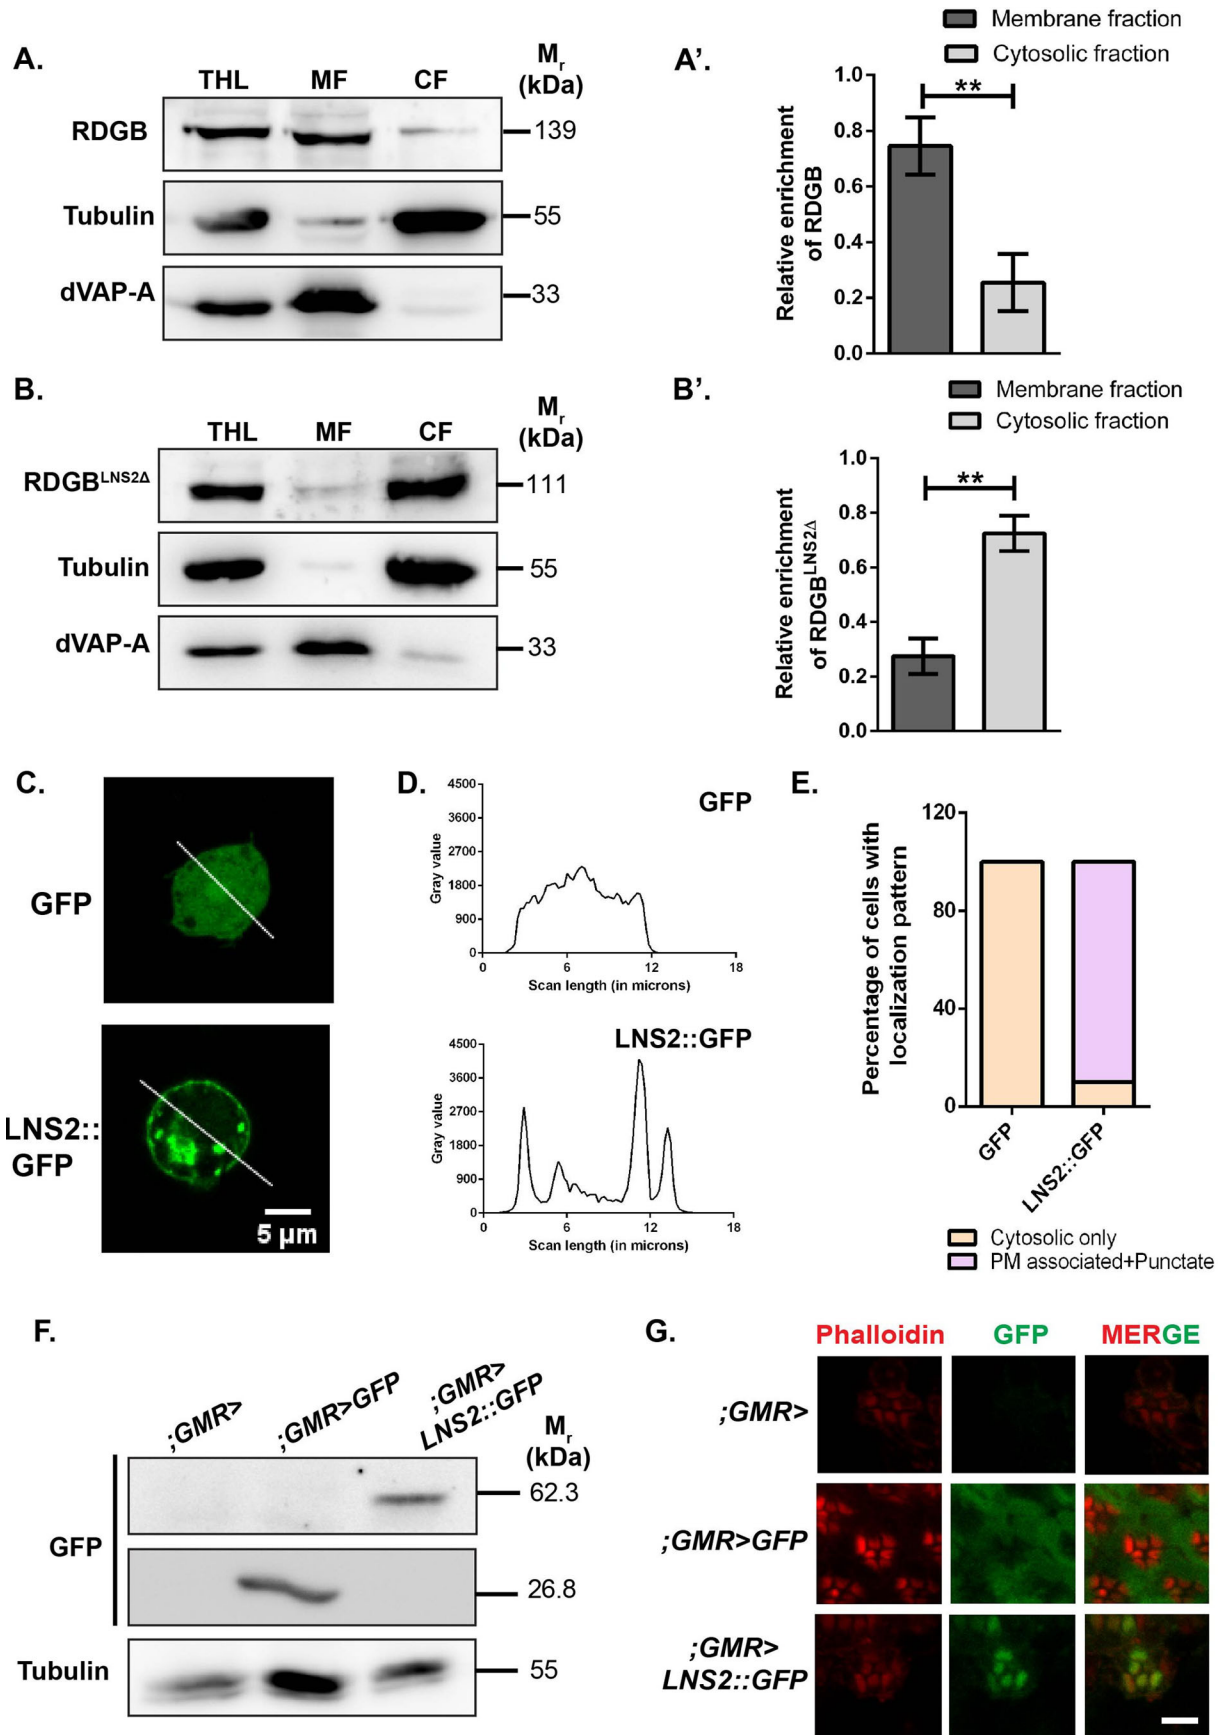 A.
THL MF CF
Mr
(kDa)
RDGB
139
Tubulin
55
dVAP-A
33
A'.
Membrane fraction
Cytosolic fraction
Relative enrichment
of RDGB
1.0
0.8
0.6
0.4
0.2
0.0
**
B.
THL MF CF
Mr
(kDa)
RDGBLNS2Δ
111
Tubulin
55
dVAP-A
33
B'.
Membrane fraction
Cytosolic fraction
Relative enrichment
of RDGBLNS2Δ
1.0
0.8
0.6
0.4
0.2
0.0
**
C.
GFP
LNS2::
GFP
5 μm
D.
GFP
Gray value
4500
3600
2700
1800
900
0
0 6 12 18
Scan length (in microns)
LNS2::GFP
Gray value
4500
3600
2700
1800
900
0
0 6 12 18
Scan length (in microns)
E.
Percentage of cells with
localization pattern
120
80
40
0
GFP
LNS2::GFP
Cytosolic only
PM associated+Punctate
F.
;GMR>
;GMR>GFP
;GMR>
LNS2::GFP
Mr
(kDa)
GFP
62.3
26.8
Tubulin
55
G.
Phalloidin GFP MERGE
;GMR>
;GMR>GFP
;GMR>
LNS2::GFP